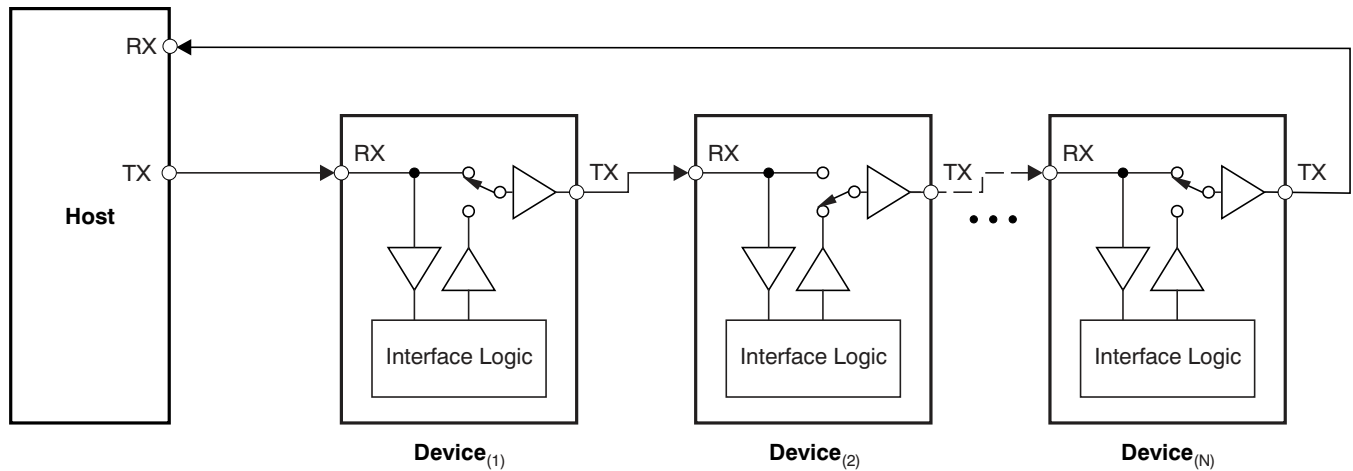 RX
TX
Host
RX
TX
Interface Logic
Device(1)
RX
TX
Interface Logic
Device(2)
• • •
RX
TX
Interface Logic
Device(N)